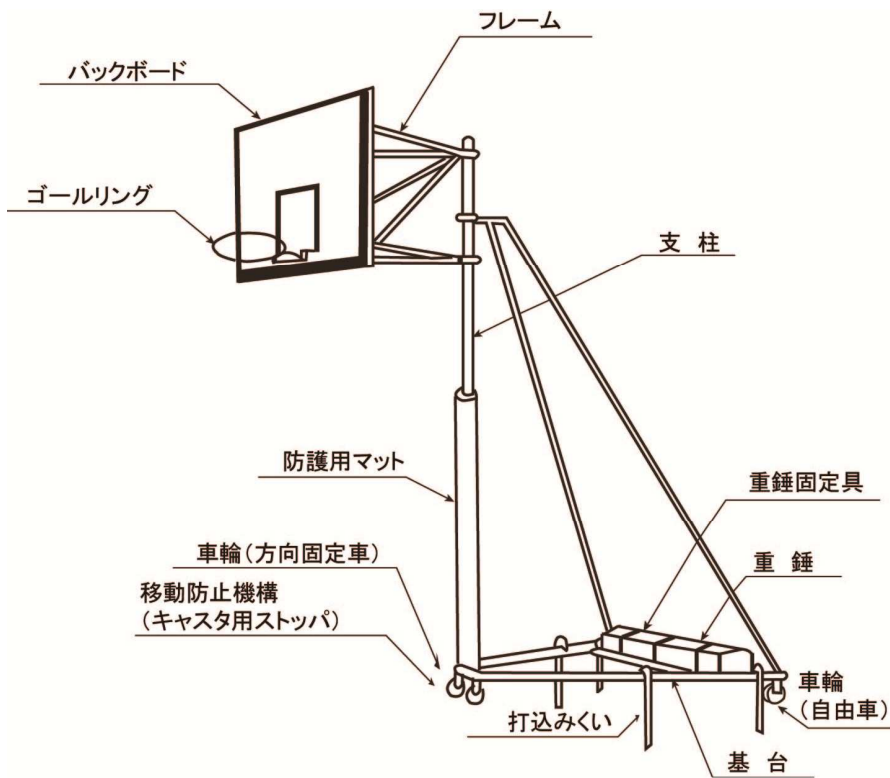 フレーム
バックボード
ゴールリング
支 柱
防護用マット
重錘固定具
車輪（方向固定車）
重 錘
移動防止機構
（キャスタ用ストッパ）
車輪
（自由車）
打込みくい
基 台